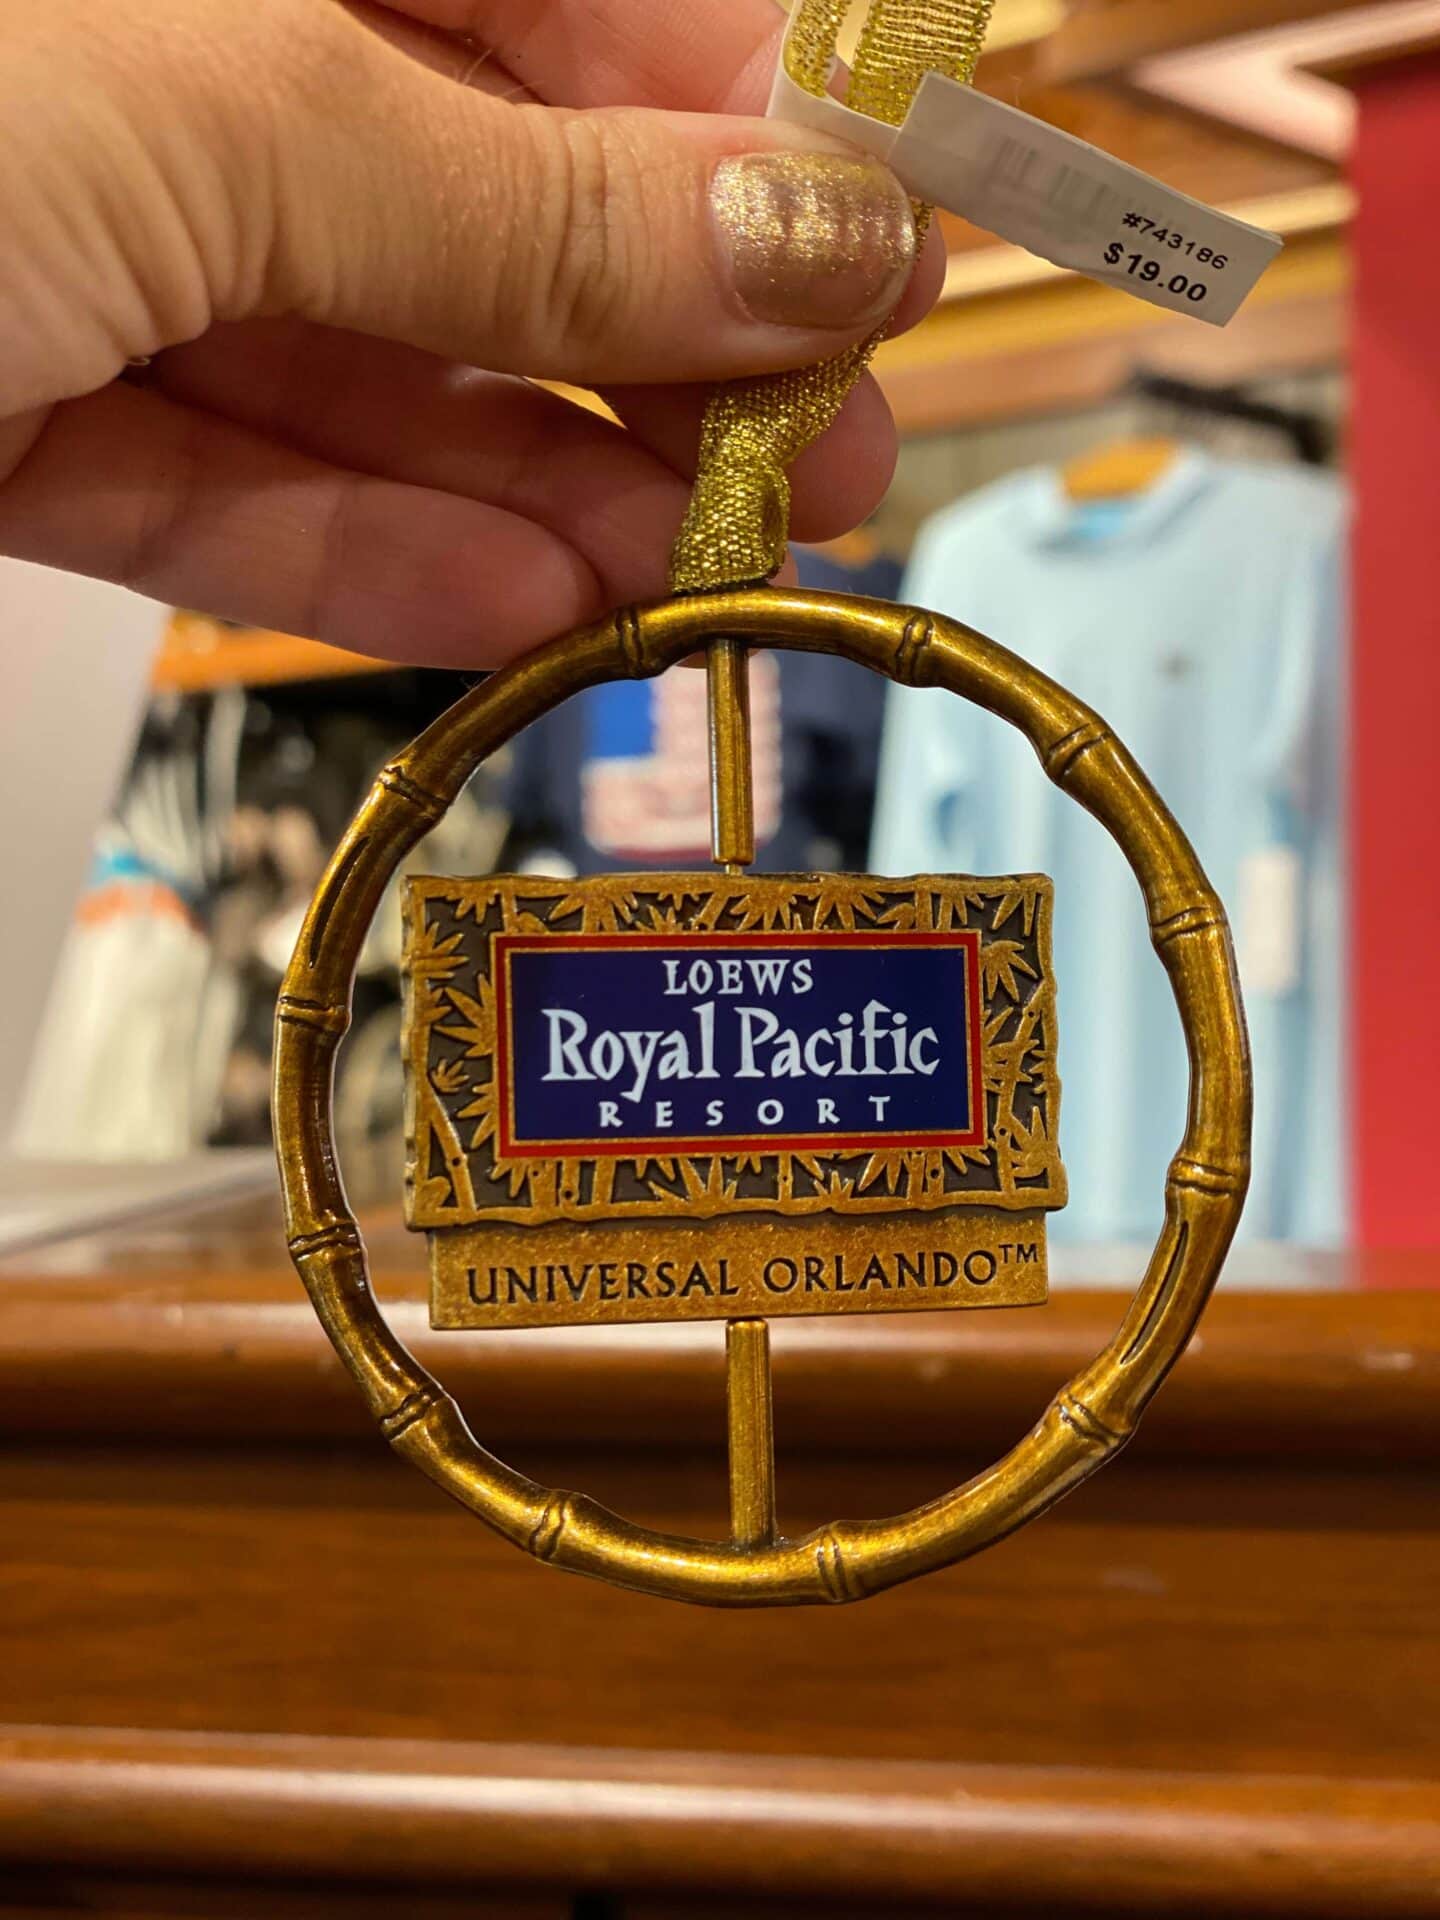 #743186
$19.00
LOEWS
Royal Pacific
RESORT
UNIVERSAL ORLANDO™